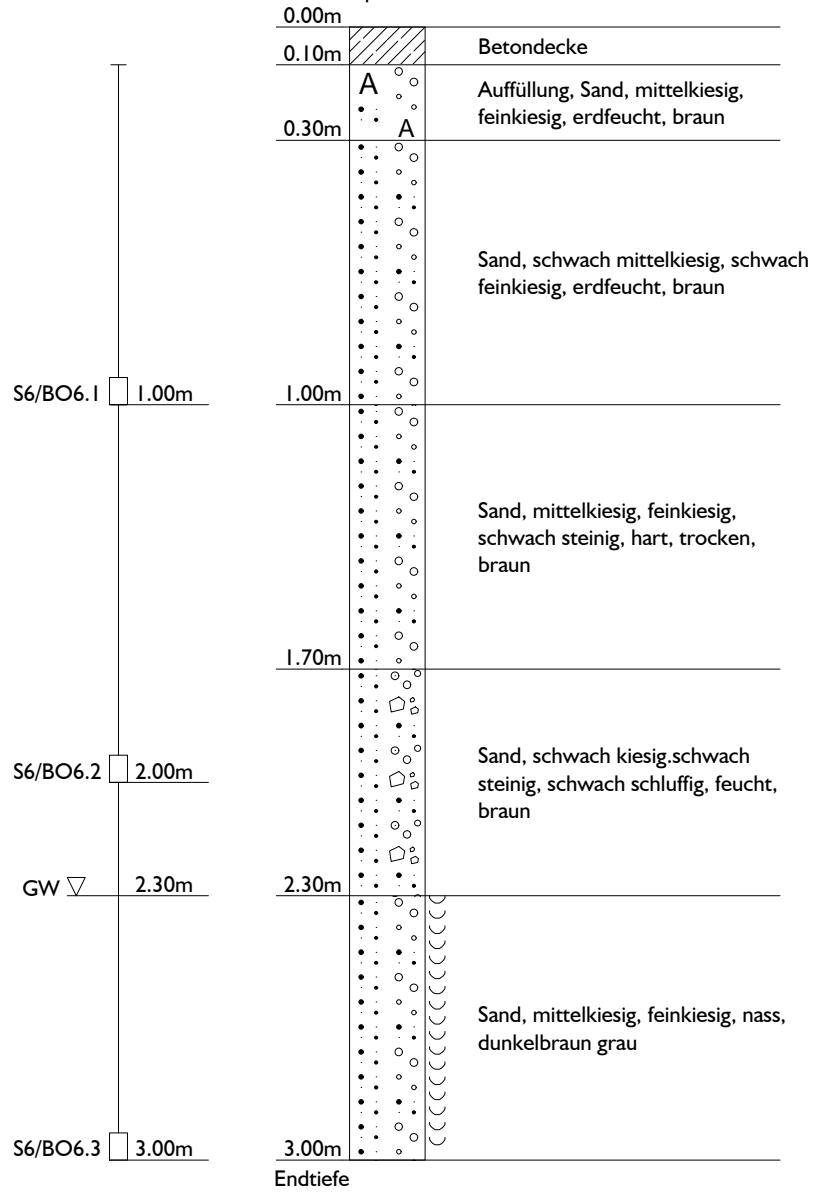 0.00m
Betondecke
0.10m
A
Auffüllung, Sand, mittelkiesig,
feinkiesig, erdfeucht, braun
A
0.30m
Sand, schwach mittelkiesig, schwach
feinkiesig, erdfeucht, braun
S6/BO6.1 1.00m
1.00m
Sand, mittelkiesig, feinkiesig,
schwach steinig, hart, trocken,
braun
1.70m
Sand, schwach kiesig.schwach
steinig, schwach schluffig, feucht,
braun
S6/BO6.2 2.00m
GW 2.30m
2.30m
Sand, mittelkiesig, feinkiesig, nass,
dunkelbraun grau
S6/BO6.3 3.00m
3.00m
Endtiefe